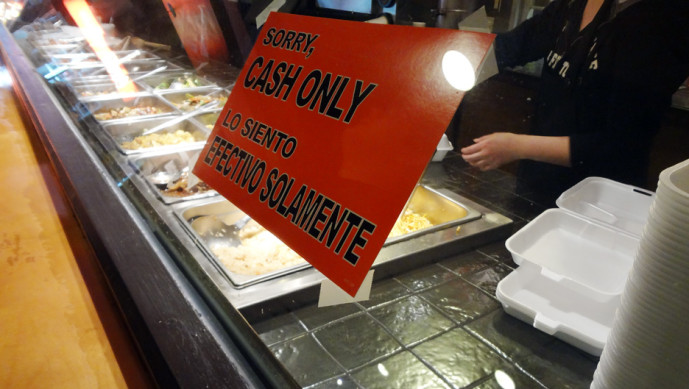 SORRY,
CASH ONLY
LO SIENTO
EFECTIVO SOLAMENTE